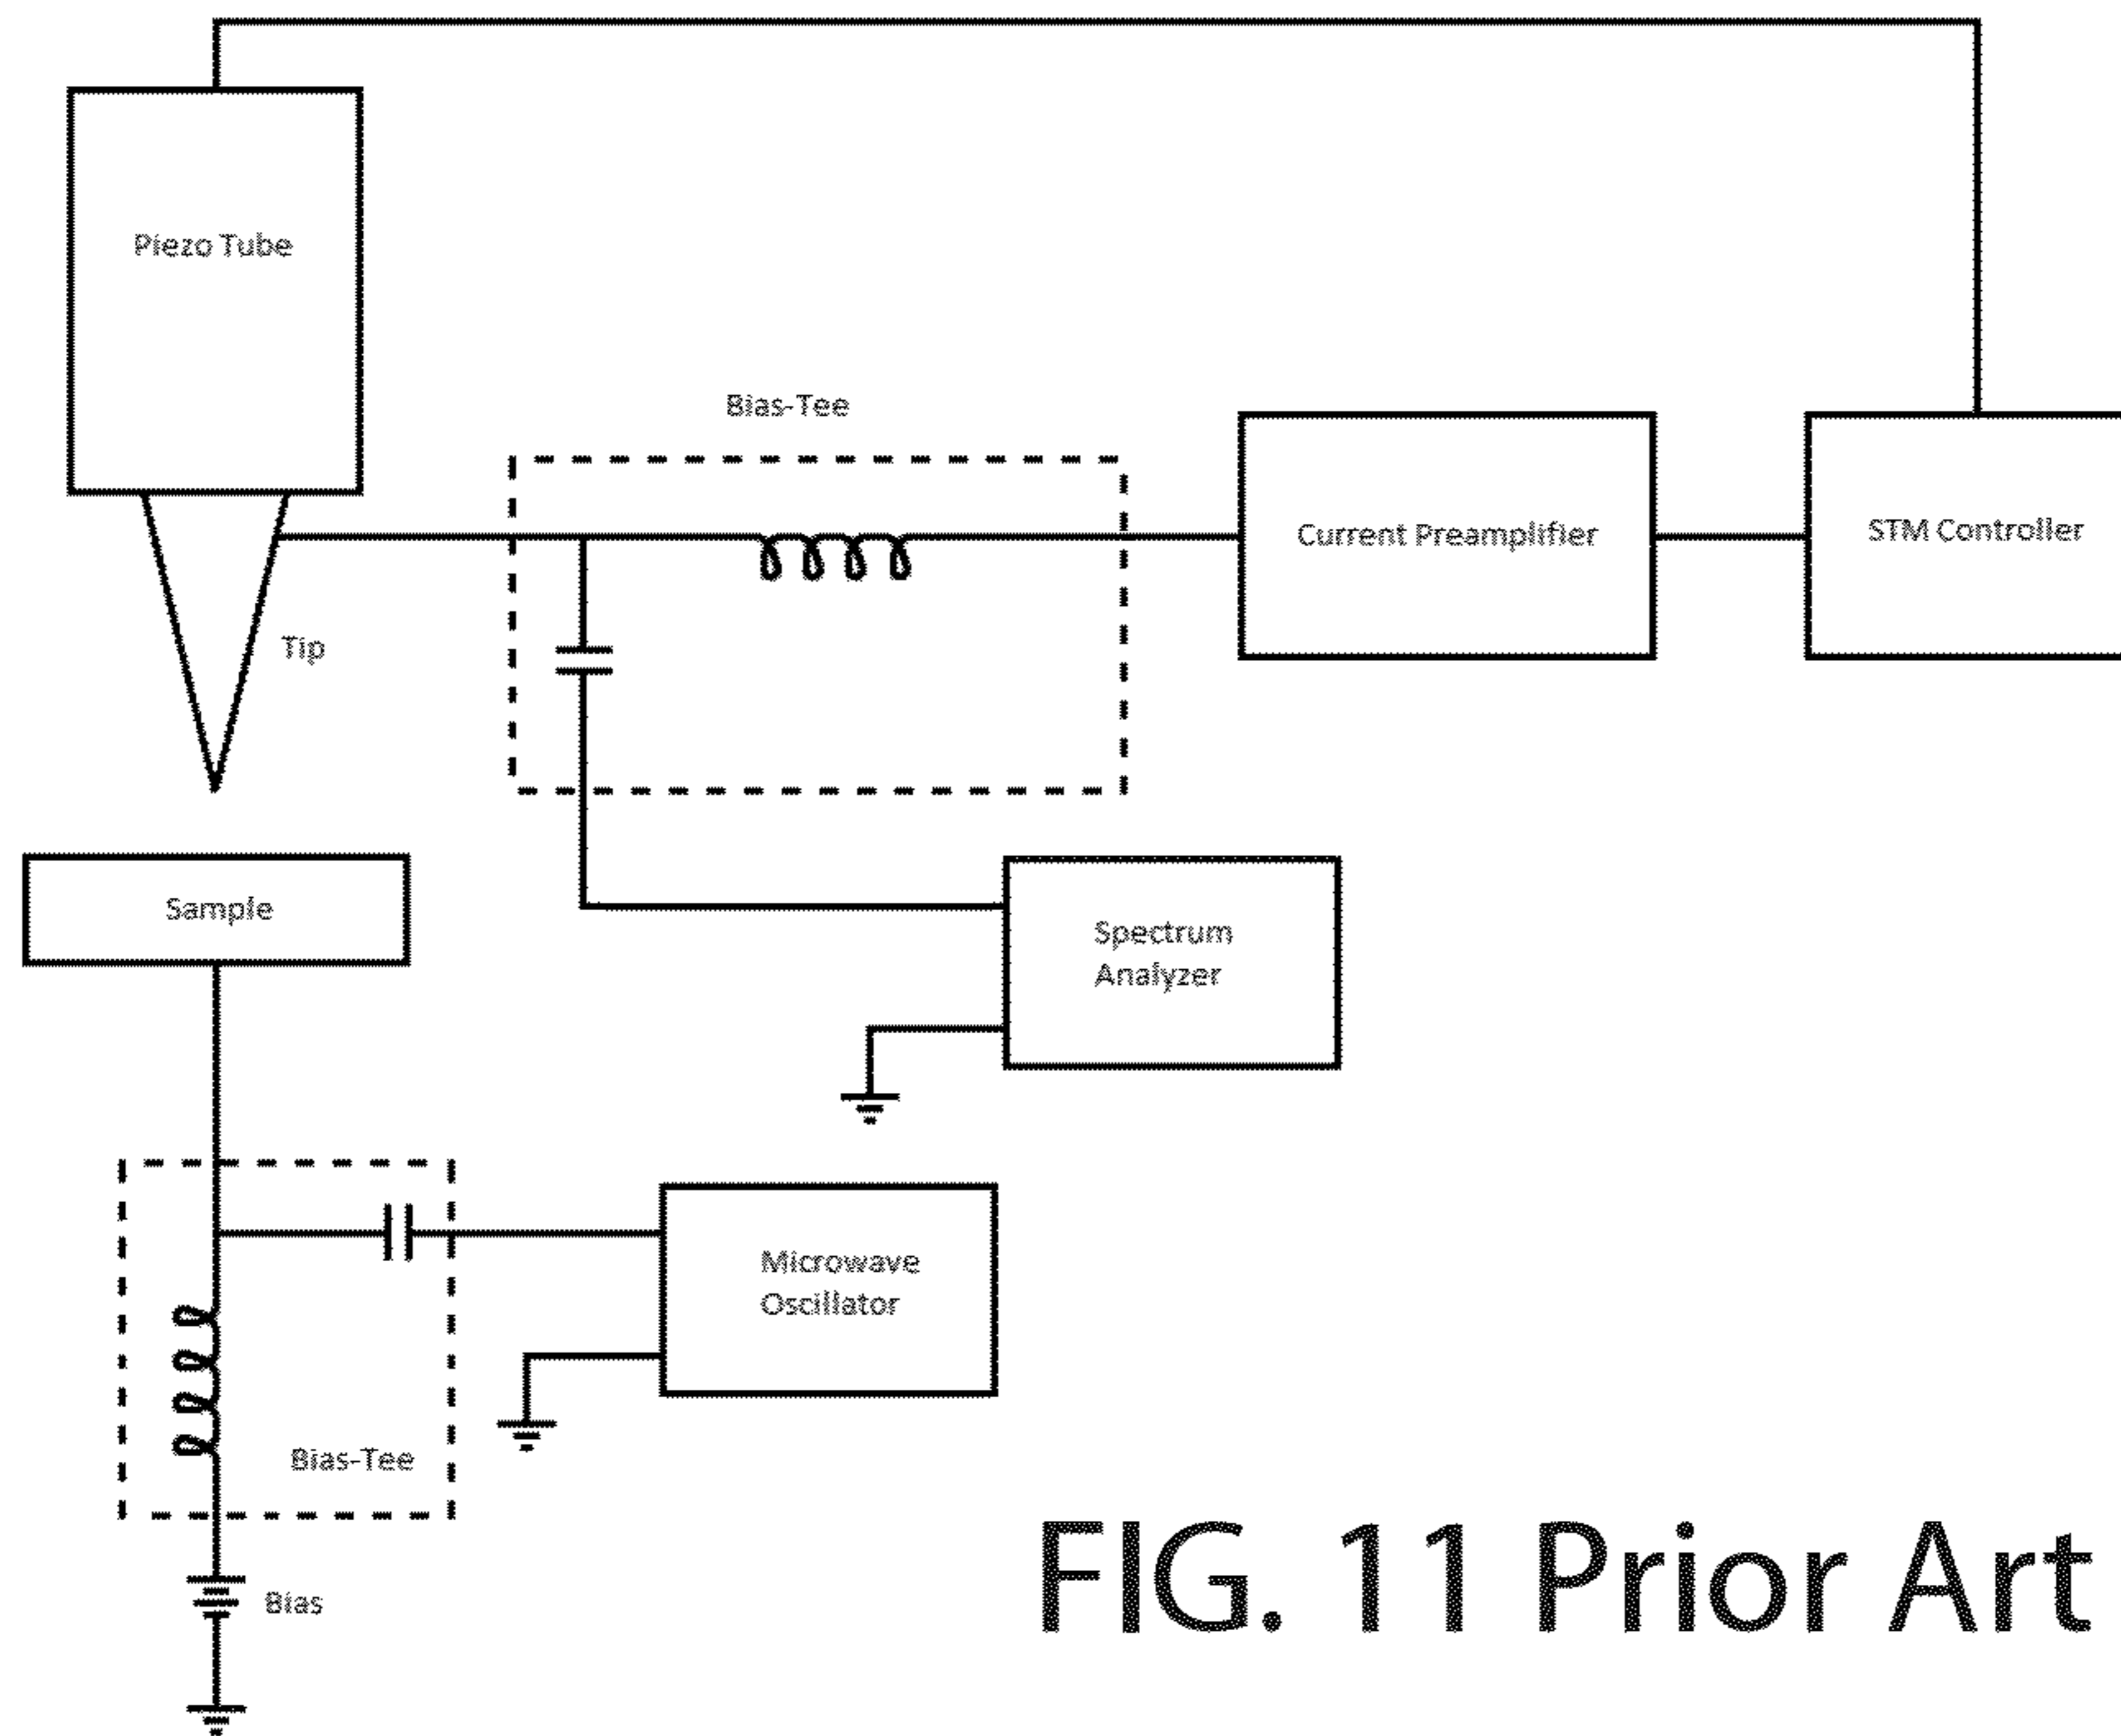 Piezo Tube
Bias-Tee
Current Preamplifier
STM Controller
Tip
Sample
Spectrum
Analyzer
Microwave
Oscillator
Bias-Tee
Bias
FIG. 11 Prior Art